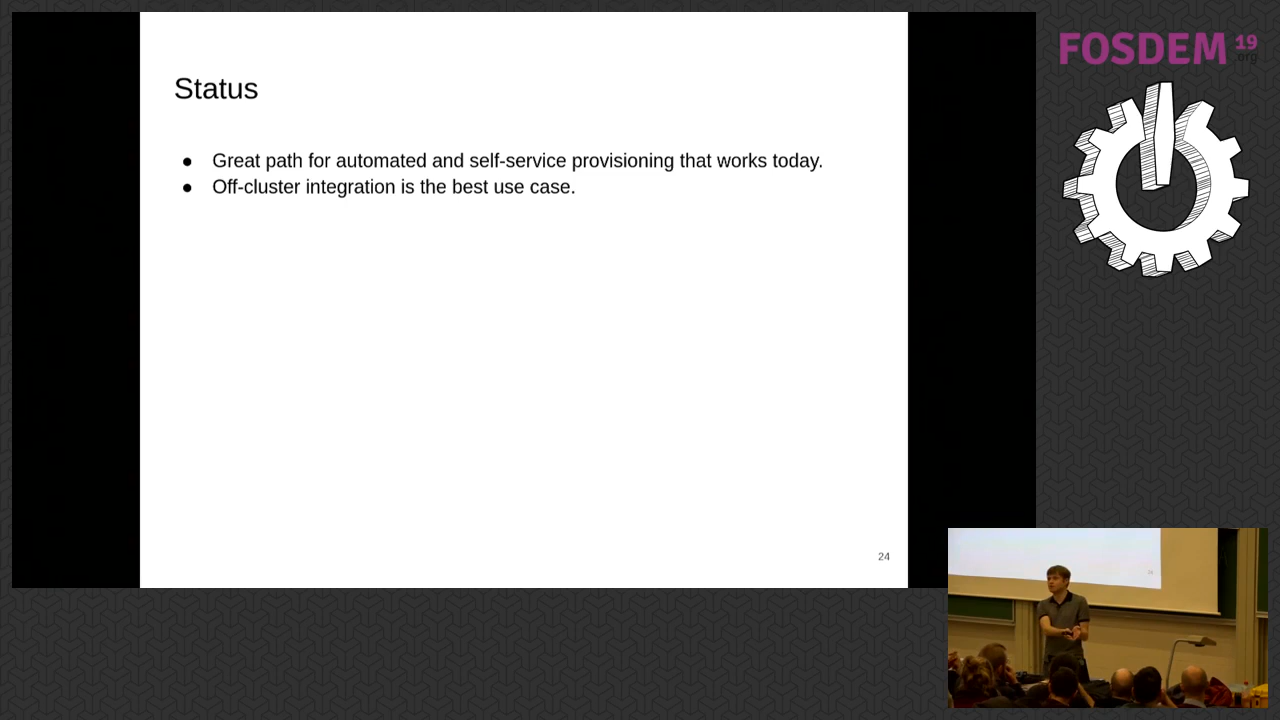 Status
● Great path for automated and self-service provisioning that works today.
● Off-cluster integration is the best use case.
24
FOSDEM 19
.org